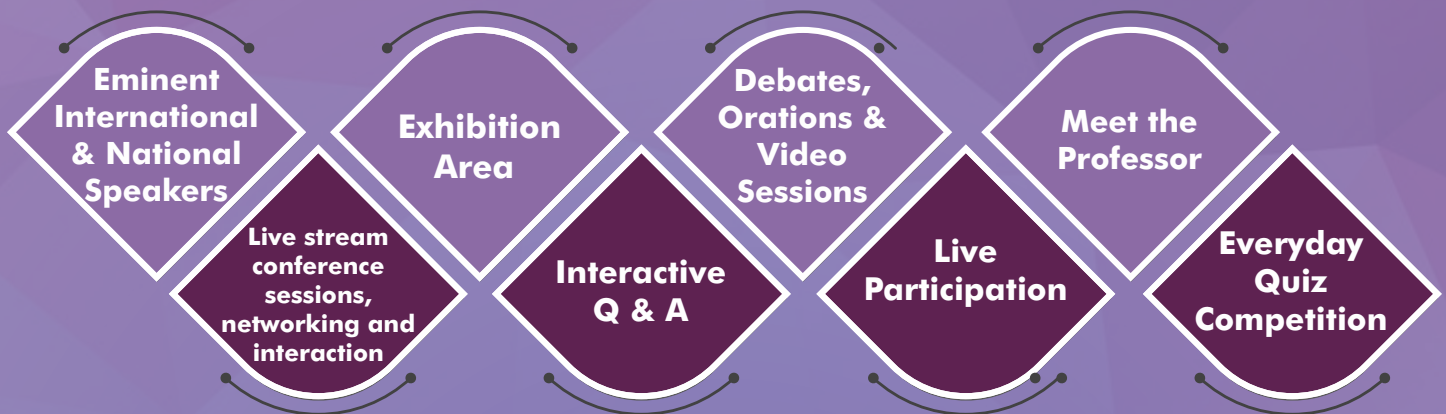 Eminent
International
& National
Speakers
Live stream
conference
sessions,
networking and
interaction
Exhibition
Area
Interactive
Q & A
Debates,
Orations &
Video
Sessions
Live
Participation
Meet the
Professor
Everyday
Quiz
Competition